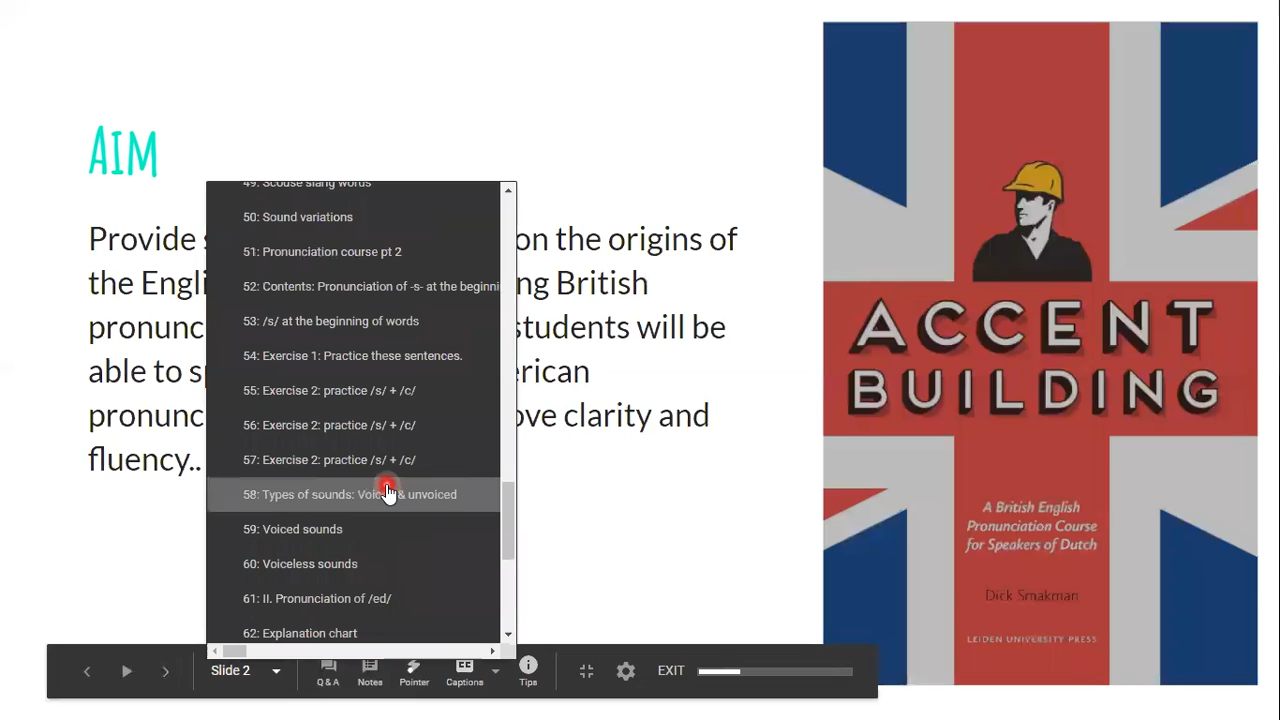 Aim
Provide
on the origins of
the Engli
ng British
pronunc
students will be
able to s
erican
pronunc
ove clarity and
fluency..
49: Scouse slang words
50: Sound variations
51: Pronunciation course pt 2
52: Contents: Pronunciation of -s- at the beginni
53: /s/ at the beginning of words
54: Exercise 1: Practice these sentences.
55: Exercise 2: practice /s/ + /c/
56: Exercise 2: practice /s/ + /c/
57: Exercise 2: practice /s/ + /c/
58: Types of sounds: Voiced & unvoiced
59: Voiced sounds
60: Voiceless sounds
61: II. Pronunciation of /ed/
62: Explanation chart
Slide 2
Q & A
Notes
Pointer
Captions
Tips
EXIT
ACCENT
BUILDING
A British English
Pronunciation Course
for Speakers of Dutch
Dick Smakman
LEIDEN UNIVERSITY PRESS